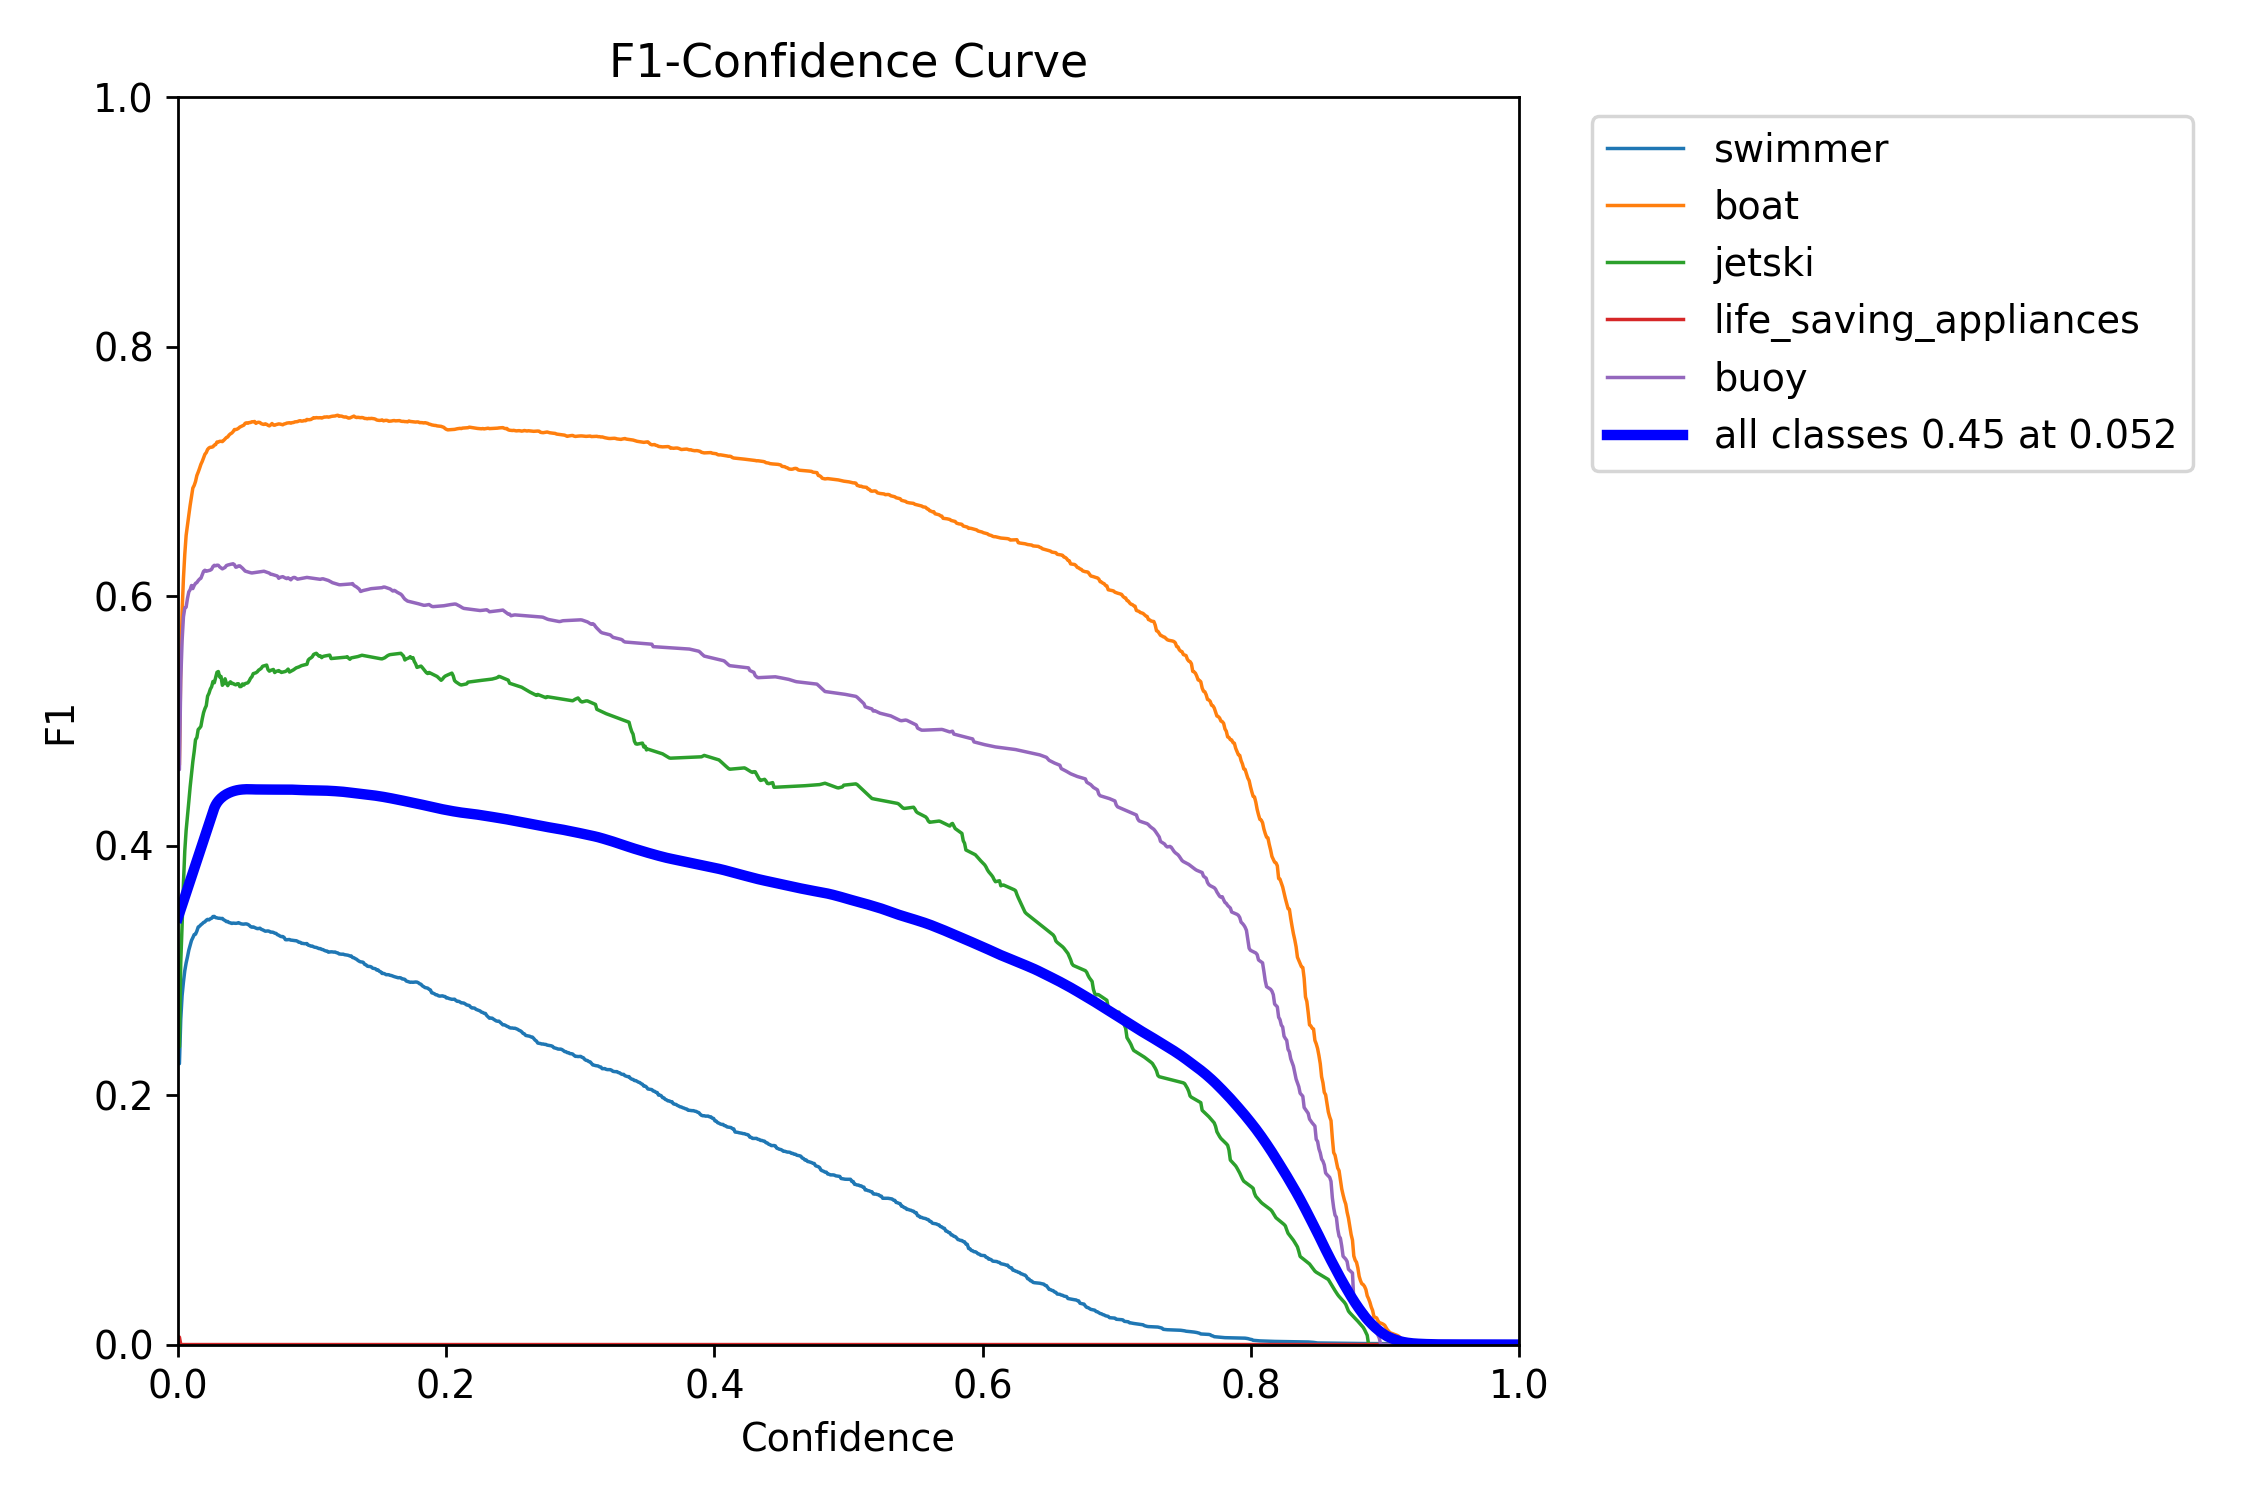 F1-Confidence Curve
1.0
0.8
0.6
0.4
0.2
0.0
F1
0.0 0.2 0.4 0.6 0.8 1.0
Confidence
swimmer
boat
jetski
life_saving_appliances
buoy
all classes 0.45 at 0.052